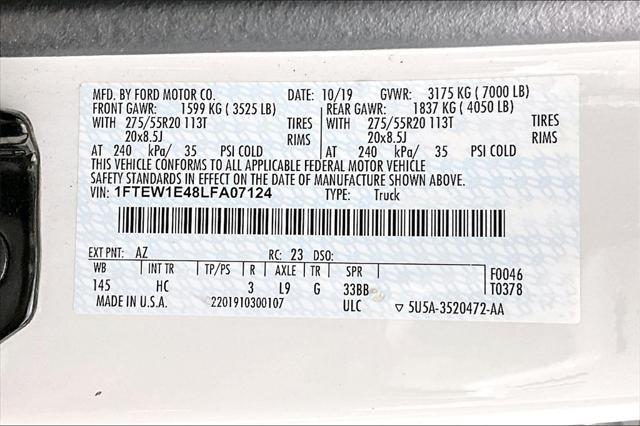 MFD. BY FORD MOTOR CO. DATE: 10/19 GVWR: 3175 KG ( 7000 LB)
FRONT GAWR: 1599 KG ( 3525 LB) REAR GAWR: 1837 KG ( 4050 LB)
WITH 275/55R20 113T TIRES WITH 275/55R20 113T TIRES
20x8.5J RIMS 20x8.5J RIMS
AT 240 kPa/ 35 PSI COLD AT 240 kPa/ 35 PSI COLD
THIS VEHICLE CONFORMS TO ALL APPLICABLE FEDERAL MOTOR VEHICLE
SAFETY STANDARDS IN EFFECT ON THE DATE OF MANUFACTURE SHOWN ABOVE.
VIN: 1FTEW1E48LFA07124 TYPE: Truck
EXT PNT: AZ RC: 23 DSO:
WB INT TR TP/PS R AXLE TR SPR F0046
145 HC 3 L9 G 33BB T0378
MADE IN U.S.A. 2201910300107 ULC 5U5A-3520472-AA